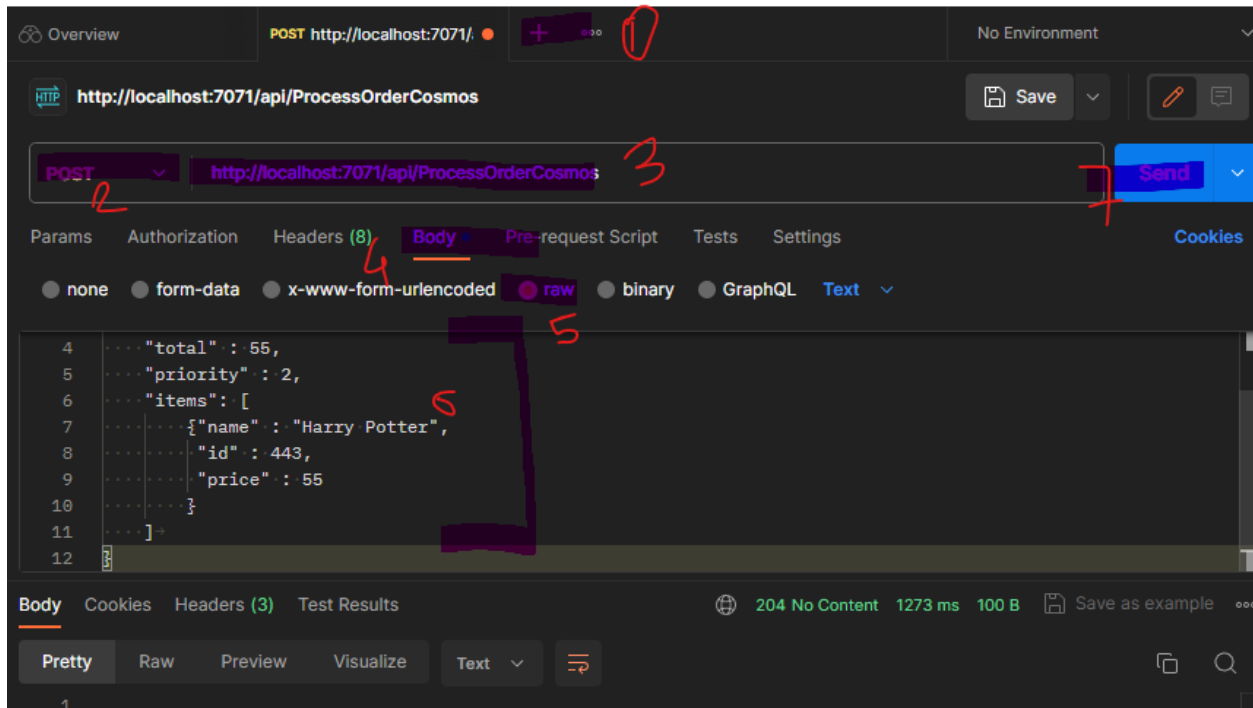 Overview POST http://localhost:7071/ + ooo 1 No Environment
HTTP http://localhost:7071/api/ProcessOrderCosmos Save
POST http://localhost:7071/api/ProcessOrderCosmos 3 7 Send
2
Params Authorization Headers (8) Body Pre-request Script Tests Settings Cookies
4
none form-data x-www-form-urlencoded raw binary GraphQL Text
5
4 "total" : 55,
5 "priority" : 2,
6 "items": [ 6
7 {"name" : "Harry Potter",
8 "id" : 443,
9 "price" : 55
10 }
11 ]
12 }
Body Cookies Headers (3) Test Results 204 No Content 1273 ms 100 B Save as example ooo
Pretty Raw Preview Visualize Text
1